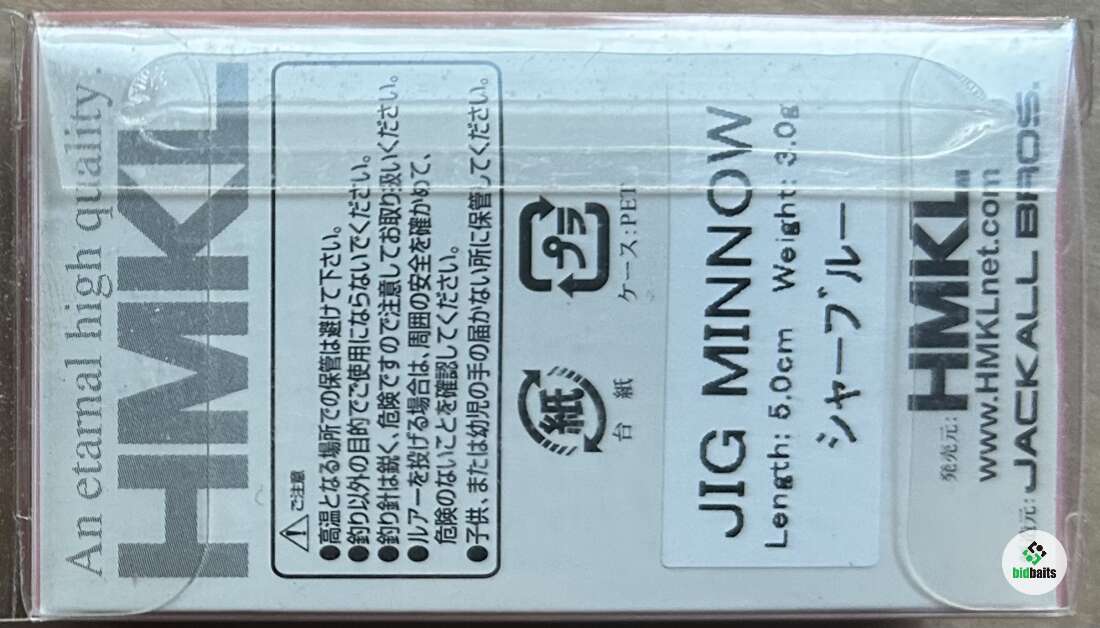 An etarnal high quality.
HMKL
ご注意
●高温となる場所での保管は避けて下さい。
●釣り以外の目的でご使用にならないでください。
●釣り針は鋭く、危険ですので注意してお取り扱いください。
●ルアーを投げる場合は、周囲の安全を確かめて、
危険のないことを確認してください。
●子供、または幼児の手の届かない所に保管してください。
紙
台紙
プラ
ケース:PET
JIG MINNOW
Length: 5.0cm Weight: 3.0g
シャーブルー
発売元: HMKL
www.HMKLnet.com
元: JACKALL BROS.
bidbaits